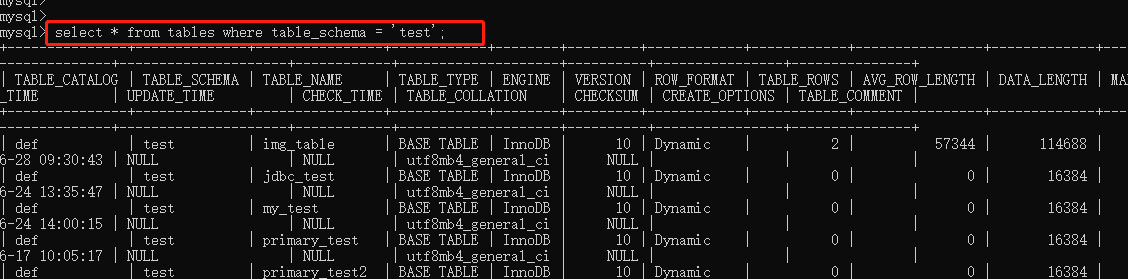 mysql>
mysql>
mysql> select * from tables where table_schema = 'test';
| TABLE_CATALOG | TABLE_SCHEMA | TABLE_NAME | TABLE_TYPE | ENGINE | VERSION | ROW_FORMAT | TABLE_ROWS | AVG_ROW_LENGTH | DATA_LENGTH |
_TIME | UPDATE_TIME | CHECK_TIME | TABLE_COLLATION | CHECKSUM | CREATE_OPTIONS | TABLE_COMMENT |
| def | test | img_table | BASE TABLE | InnoDB | 10 | Dynamic | 2 | 57344 | 114688 |
6-28 09:30:43 | NULL | NULL | utf8mb4_general_ci | NULL | | |
| def | test | jdbc_test | BASE TABLE | InnoDB | 10 | Dynamic | 0 | 0 | 16384 |
6-24 13:35:47 | NULL | NULL | utf8mb4_general_ci | NULL | | |
| def | test | my_test | BASE TABLE | InnoDB | 10 | Dynamic | 0 | 0 | 16384 |
6-24 14:00:15 | NULL | NULL | utf8mb4_general_ci | NULL | | |
| def | test | primary_test | BASE TABLE | InnoDB | 10 | Dynamic | 0 | 0 | 16384 |
6-17 10:05:17 | NULL | NULL | utf8mb4_general_ci | NULL | | |
| def | test | primary_test2 | BASE TABLE | InnoDB | 10 | Dynamic | 0 | 0 | 16384 |